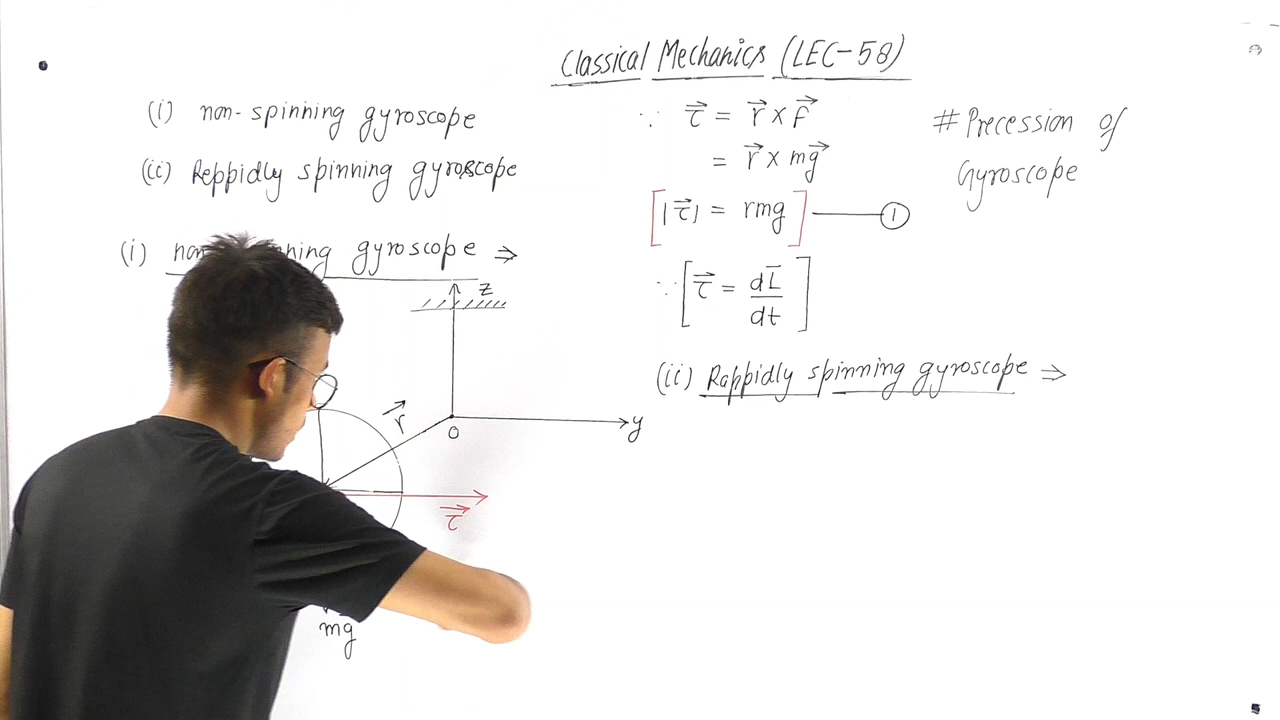 Classical Mechanics (LEC-58)
(i) non-spinning gyroscope
(ii) Reppidly spinning gyroscope
(i) gyroscope ⇒
z
y
O
r⃗
τ⃗
mg
∵ τ⃗ = r⃗ × F⃗
= r⃗ × mg⃗
[|τ⃗| = rmg] —— ①
∵ [τ⃗ = dL⃗/dt]
(ii) Rappidly spinning gyroscope ⇒
# Precession of
Gyroscope